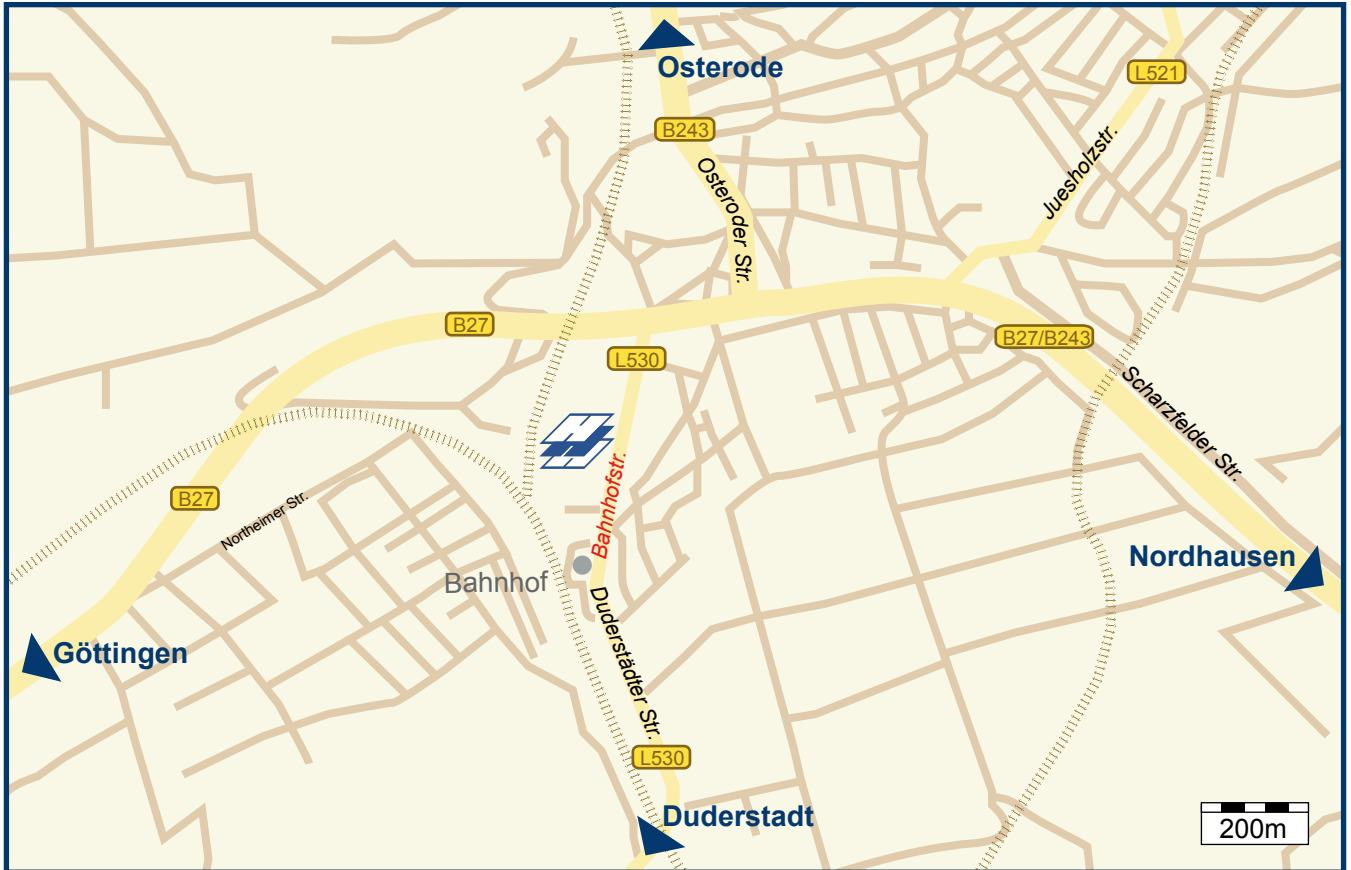 Osterode
L521
B243
Juesholzstr.
Osteroder Str.
B27
B27/B243
L530
Scharzfelder Str.
Bahnhofstr.
B27
Northeimer Str.
Nordhausen
Bahnhof
Duderstädter Str.
Göttingen
L530
Duderstadt
200m